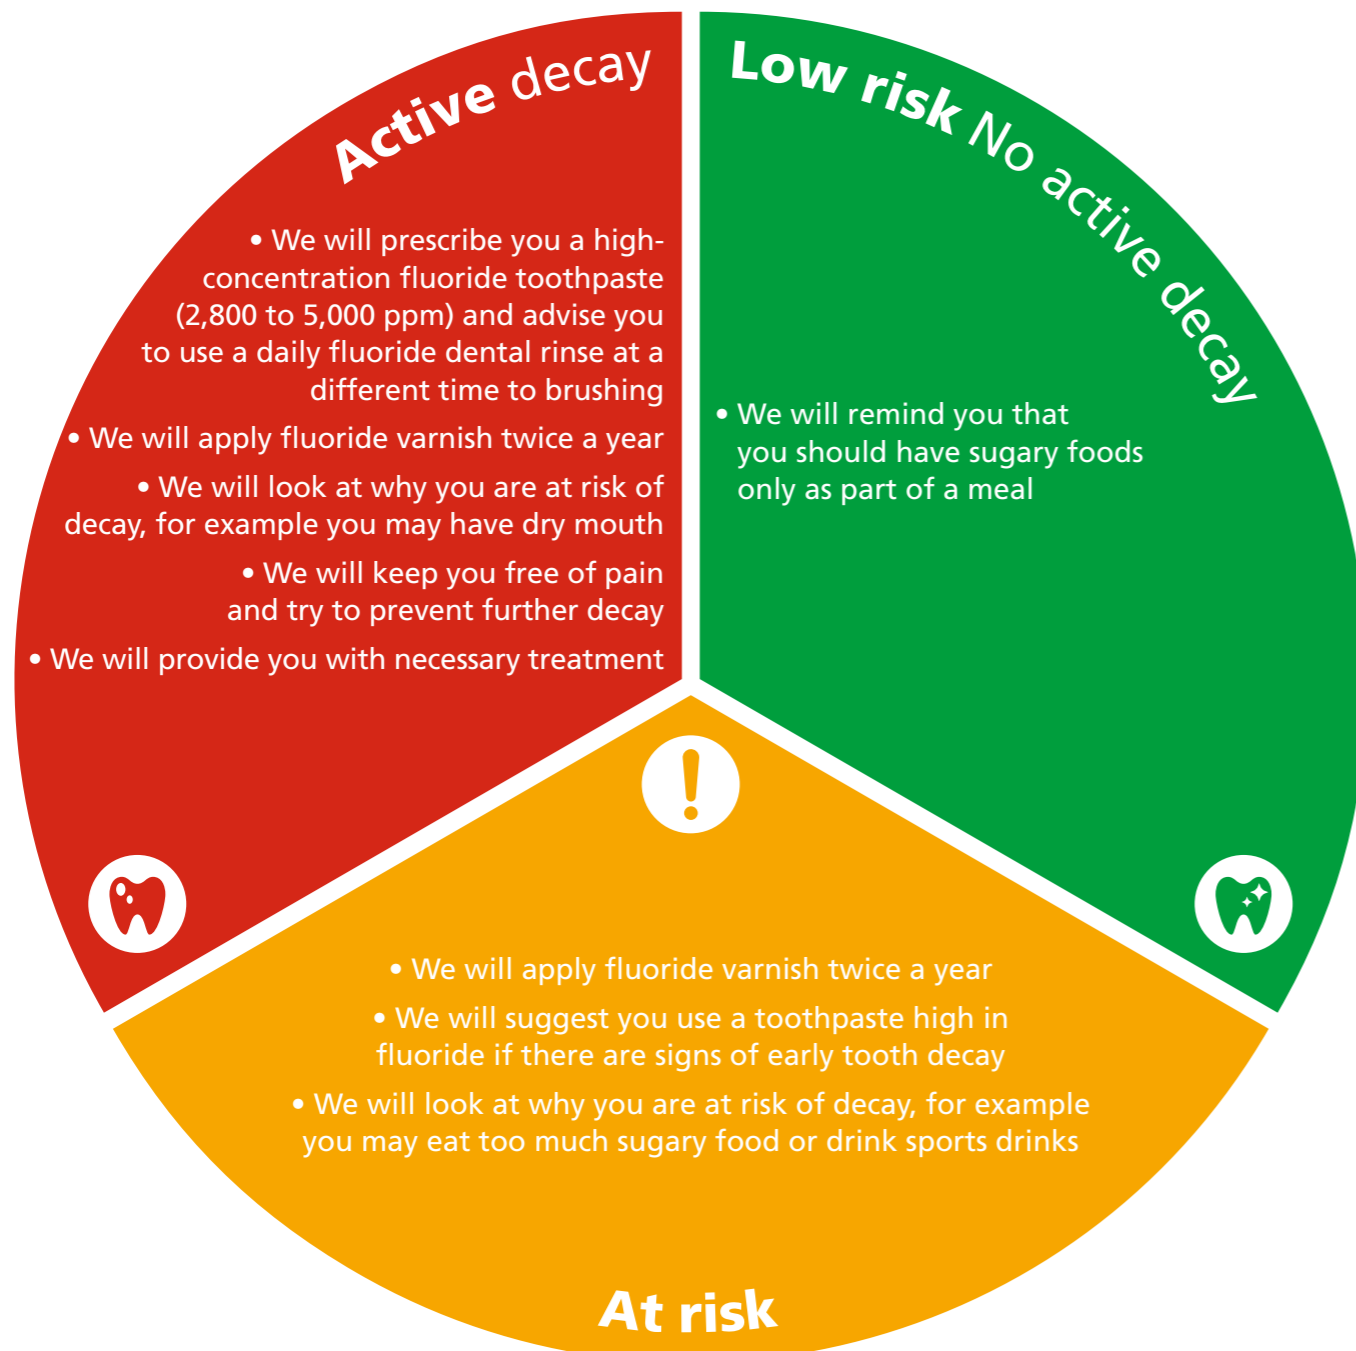 Active decay
• We will prescribe you a high-
concentration fluoride toothpaste
(2,800 to 5,000 ppm) and advise you
to use a daily fluoride dental rinse at a
different time to brushing
• We will apply fluoride varnish twice a year
• We will look at why you are at risk of
decay, for example you may have dry mouth
• We will keep you free of pain
and try to prevent further decay
• We will provide you with necessary treatment
Low risk No active decay
• We will remind you that
you should have sugary foods
only as part of a meal
!
• We will apply fluoride varnish twice a year
• We will suggest you use a toothpaste high in
fluoride if there are signs of early tooth decay
• We will look at why you are at risk of decay, for example
you may eat too much sugary food or drink sports drinks
At risk